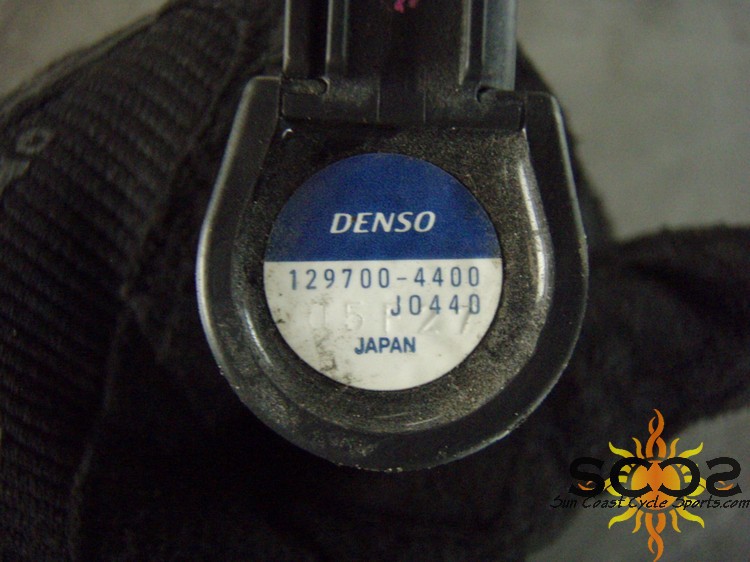 DENSO
129700-4400
J0440
JAPAN
SCCS
Sun Coast Cycle Sports.com